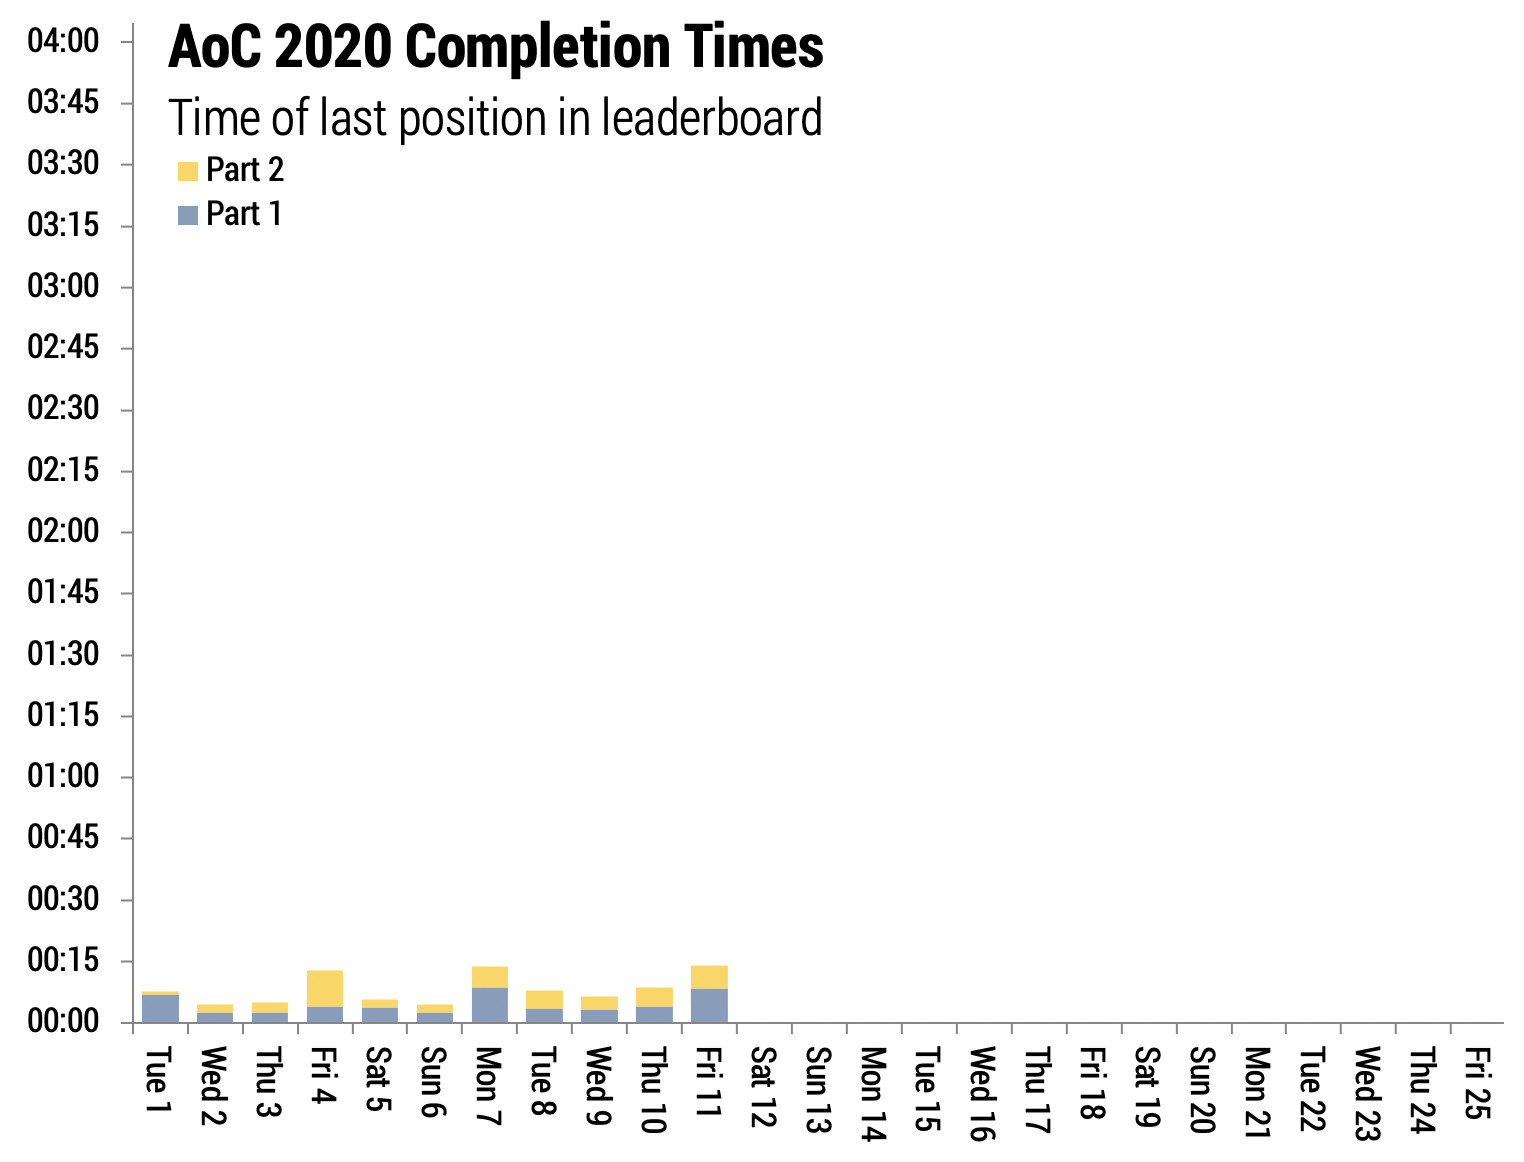 AoC 2020 Completion Times
Time of last position in leaderboard
Part 2
Part 1
04:00
03:45
03:30
03:15
03:00
02:45
02:30
02:15
02:00
01:45
01:30
01:15
01:00
00:45
00:30
00:15
00:00
Tue 1
Wed 2
Thu 3
Fri 4
Sat 5
Sun 6
Mon 7
Tue 8
Wed 9
Thu 10
Fri 11
Sat 12
Sun 13
Mon 14
Tue 15
Wed 16
Thu 17
Fri 18
Sat 19
Sun 20
Mon 21
Tue 22
Wed 23
Thu 24
Fri 25